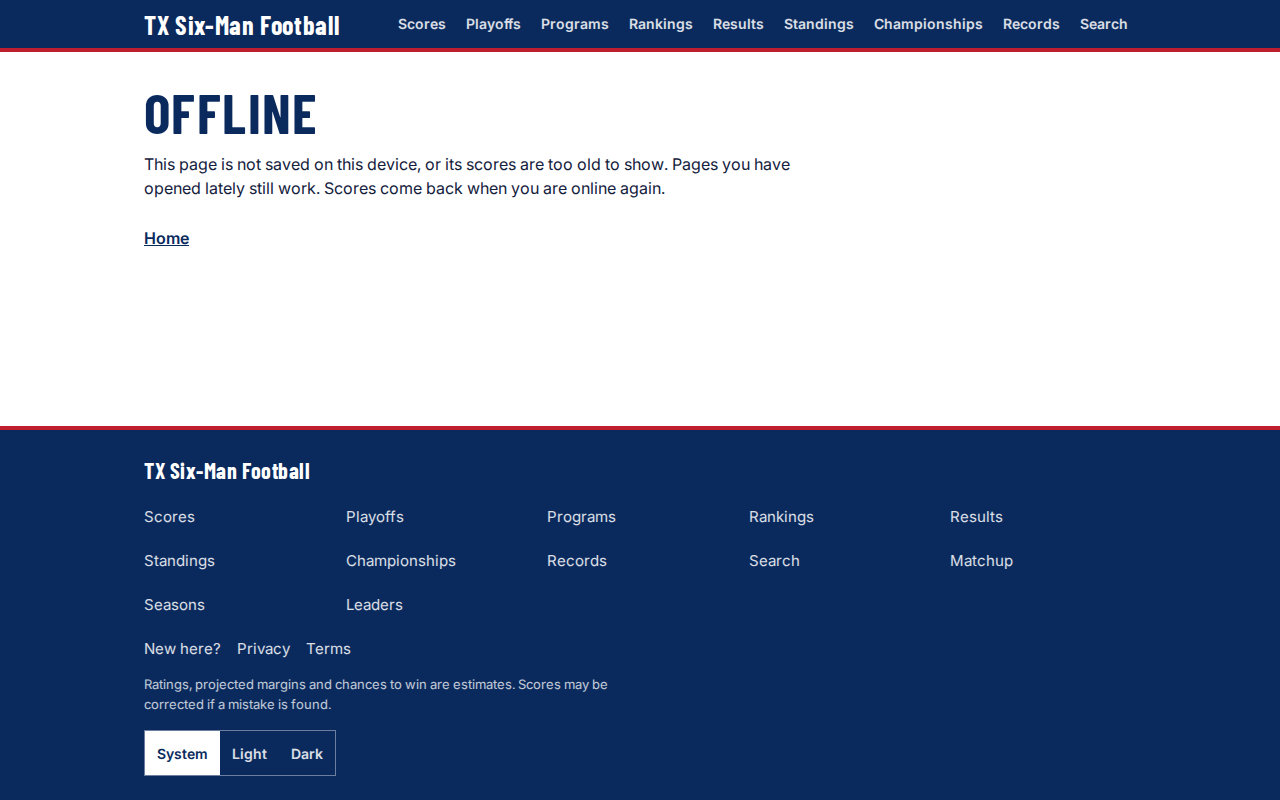 TX Six-Man Football
Scores Playoffs Programs Rankings Results Standings Championships Records Search
OFFLINE
This page is not saved on this device, or its scores are too old to show. Pages you have
opened lately still work. Scores come back when you are online again.
Home
TX Six-Man Football
Scores Playoffs Programs Rankings Results
Standings Championships Records Search Matchup
Seasons Leaders
New here? Privacy Terms
Ratings, projected margins and chances to win are estimates. Scores may be
corrected if a mistake is found.
System Light Dark